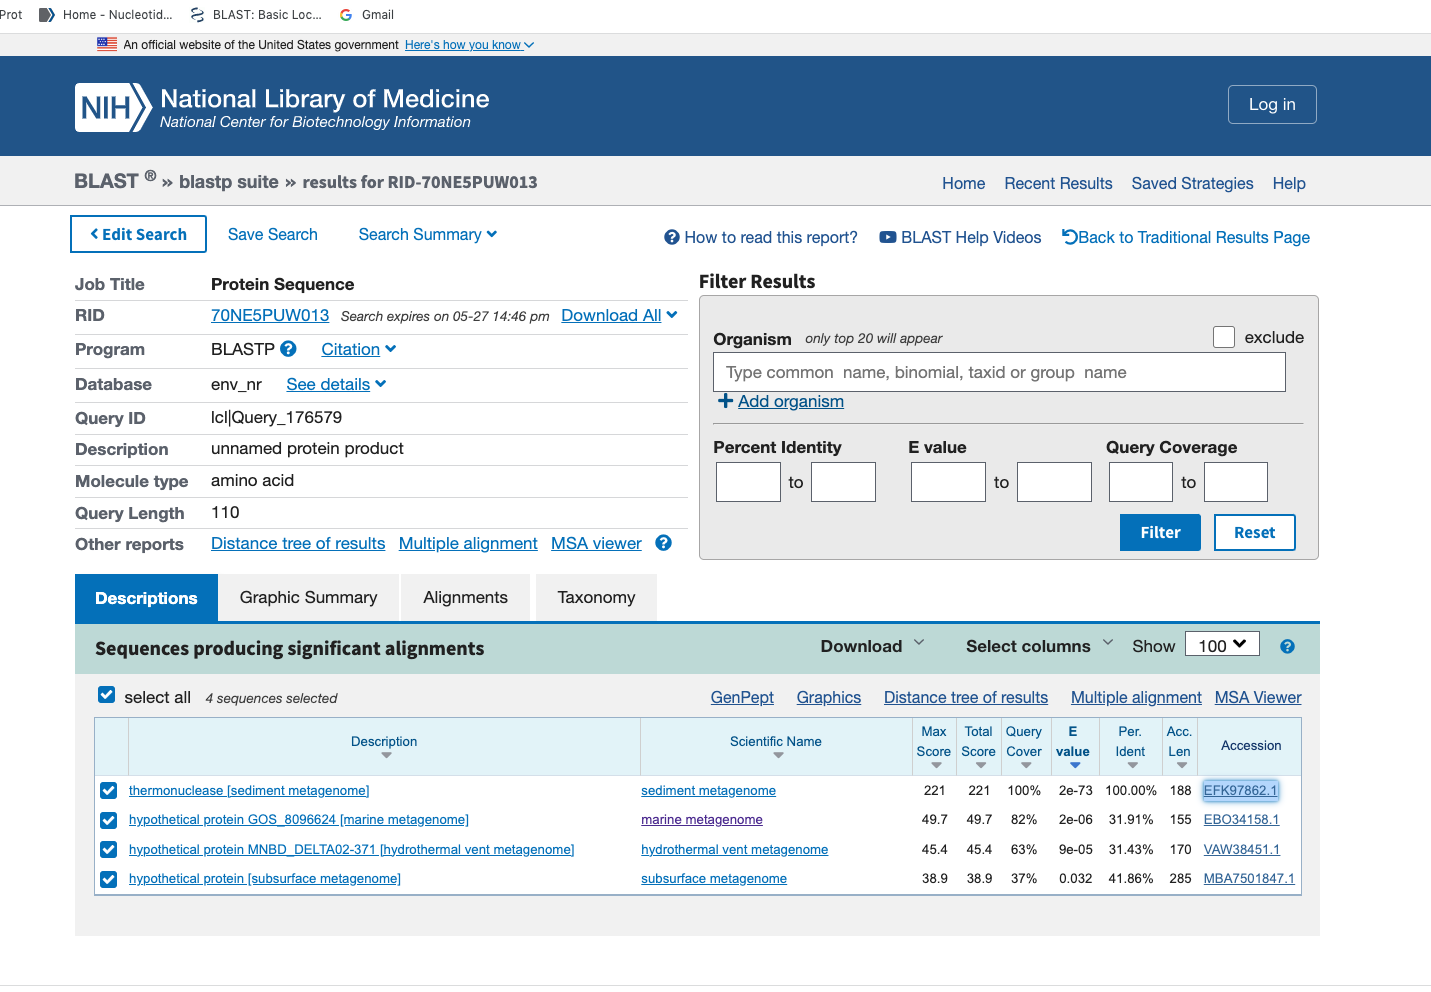 Prot Home - Nucleotid... BLAST: Basic Loc... Gmail
An official website of the United States government Here's how you know
NIH National Library of Medicine
National Center for Biotechnology Information
Log in
BLAST ® » blastp suite » results for RID-70NE5PUW013
Home Recent Results Saved Strategies Help
< Edit Search Save Search Search Summary
How to read this report? BLAST Help Videos Back to Traditional Results Page
Job Title Protein Sequence
RID 70NE5PUW013 Search expires on 05-27 14:46 pm Download All
Program BLASTP Citation
Database env_nr See details
Query ID lcl|Query_176579
Description unnamed protein product
Molecule type amino acid
Query Length 110
Other reports Distance tree of results Multiple alignment MSA viewer
Filter Results
Organism only top 20 will appear exclude
Type common name, binomial, taxid or group name
+ Add organism
Percent Identity E value Query Coverage
to to to
Filter Reset
Descriptions Graphic Summary Alignments Taxonomy
Sequences producing significant alignments Download Select columns Show 100
select all 4 sequences selected GenPept Graphics Distance tree of results Multiple alignment MSA Viewer
Description Scientific Name Max Score Total Score Query Cover E value Per. Ident Acc. Len Accession
thermonuclease [sediment metagenome] sediment metagenome 221 221 100% 2e-73 100.00% 188 EFK97862.1
hypothetical protein GOS_8096624 [marine metagenome] marine metagenome 49.7 49.7 82% 2e-06 31.91% 155 EBO34158.1
hypothetical protein MNBD_DELTA02-371 [hydrothermal vent metagenome] hydrothermal vent metagenome 45.4 45.4 63% 9e-05 31.43% 170 VAW38451.1
hypothetical protein [subsurface metagenome] subsurface metagenome 38.9 38.9 37% 0.032 41.86% 285 MBA7501847.1